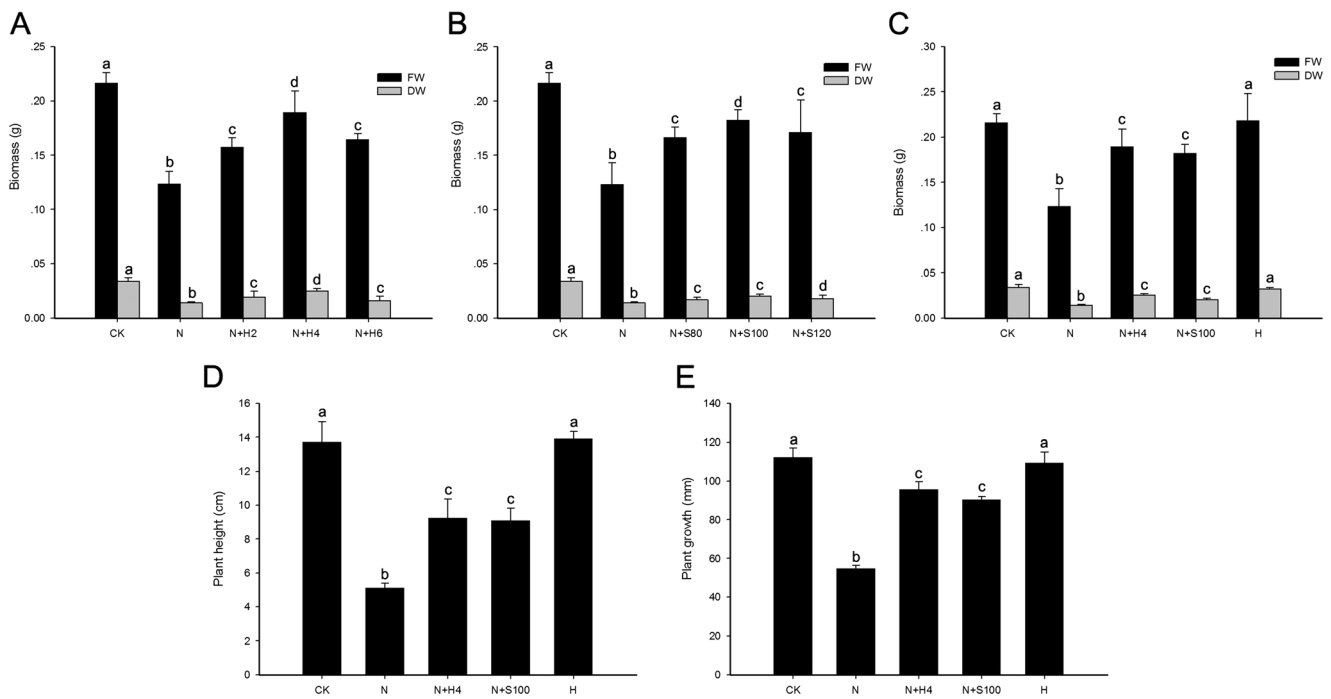 A
Biomass (g)
.25
.20
.15
.10
.05
0.00
FW
DW
a
b
c
d
c
a
b
c
d
c
CK N N+H2 N+H4 N+H6
B
Biomass (g)
.25
.20
.15
.10
.05
0.00
FW
DW
a
b
c
d
c
a
b
c
c
d
CK N N+S80 N+S100 N+S120
C
Biomass (g)
.30
.25
.20
.15
.10
.05
0.00
FW
DW
a
b
c
c
a
a
b
c
c
a
CK N N+H4 N+S100 H
D
Plant height (cm)
16
14
12
10
8
6
4
2
0
a
b
c
c
a
CK N N+H4 N+S100 H
E
Plant growth (mm)
140
120
100
80
60
40
20
0
a
b
c
c
a
CK N N+H4 N+S100 H